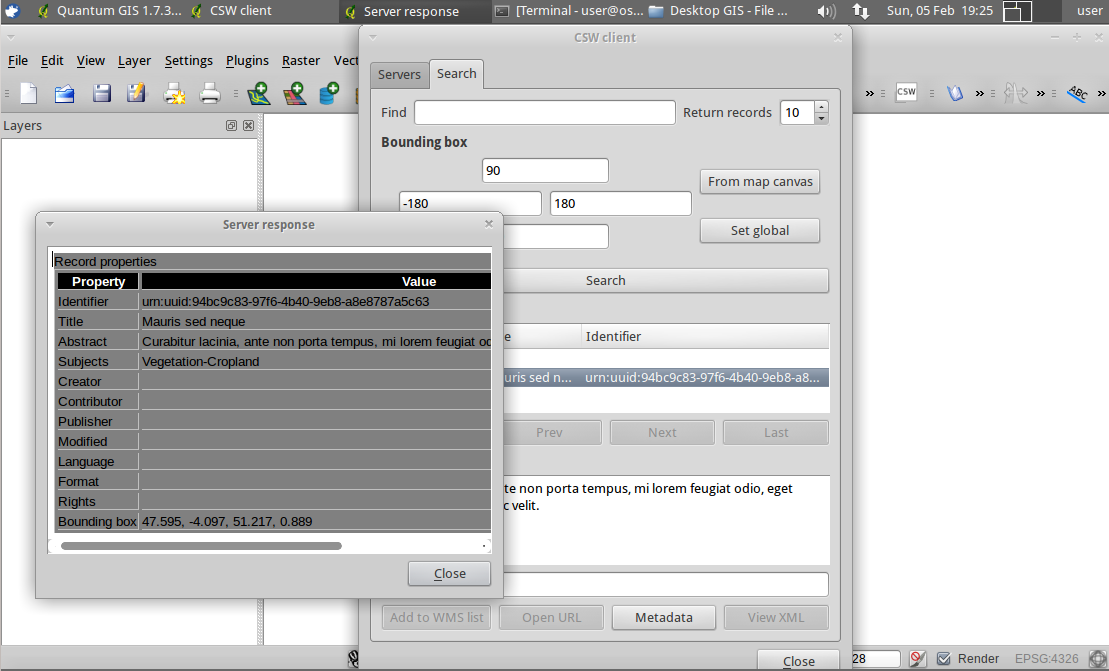 Quantum GIS 1.7.3... CSW client Server response [Terminal - user@os... Desktop GIS - File ... Sun, 05 Feb 19:25 user
CSW client
File Edit View Layer Settings Plugins Raster Vect
Servers Search
CSW
ABC
Find Return records 10
Layers
Bounding box
90
From map canvas
-180 180
Set global
Search
e Identifier
uris sed n... urn:uuid:94bc9c83-97f6-4b40-9eb8-a8...
Prev Next Last
te non porta tempus, mi lorem feugiat odio, eget
c velit.
Add to WMS list Open URL Metadata View XML
Close
Server response
Record properties
Property Value
Identifier urn:uuid:94bc9c83-97f6-4b40-9eb8-a8e8787a5c63
Title Mauris sed neque
Abstract Curabitur lacinia, ante non porta tempus, mi lorem feugiat od
Subjects Vegetation-Cropland
Creator
Contributor
Publisher
Modified
Language
Format
Rights
Bounding box 47.595, -4.097, 51.217, 0.889
Close
28 Render EPSG:4326